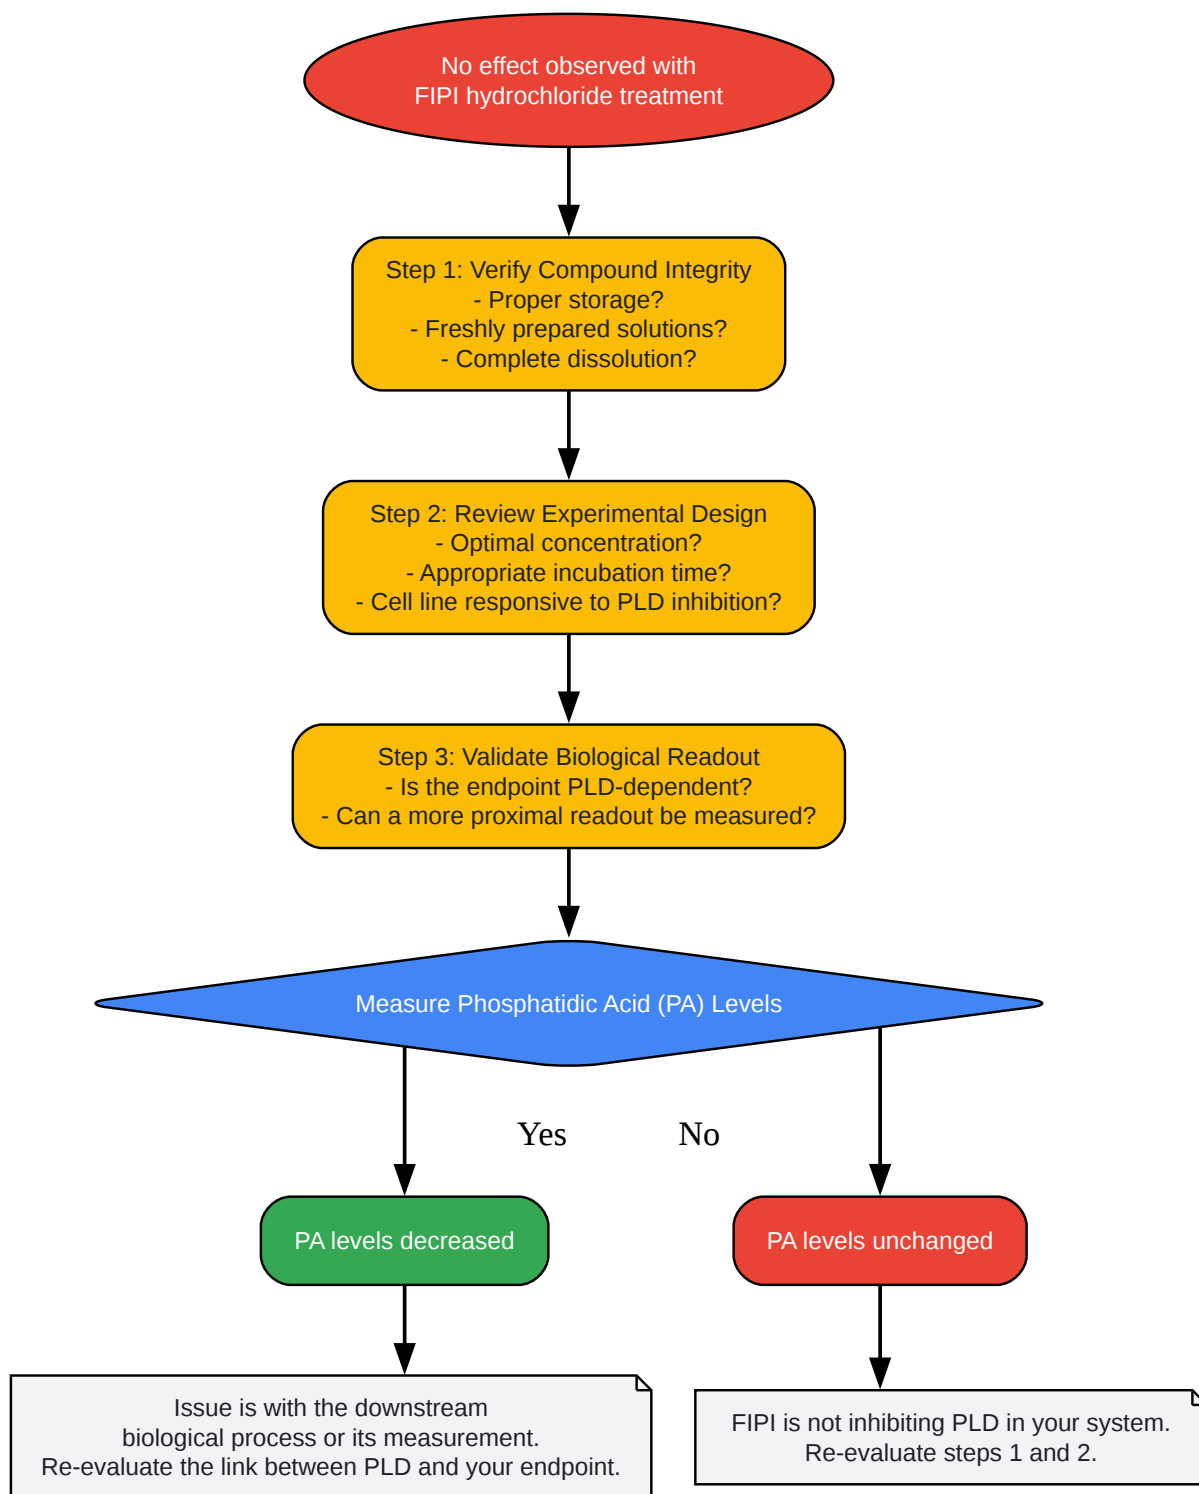 No effect observed with
FIPI hydrochloride treatment
Step 1: Verify Compound Integrity
- Proper storage?
- Freshly prepared solutions?
- Complete dissolution?
Step 2: Review Experimental Design
- Optimal concentration?
- Appropriate incubation time?
- Cell line responsive to PLD inhibition?
Step 3: Validate Biological Readout
- Is the endpoint PLD-dependent?
- Can a more proximal readout be measured?
Measure Phosphatidic Acid (PA) Levels
Yes
No
PA levels decreased
PA levels unchanged
Issue is with the downstream
biological process or its measurement.
Re-evaluate the link between PLD and your endpoint.
FIPI is not inhibiting PLD in your system.
Re-evaluate steps 1 and 2.